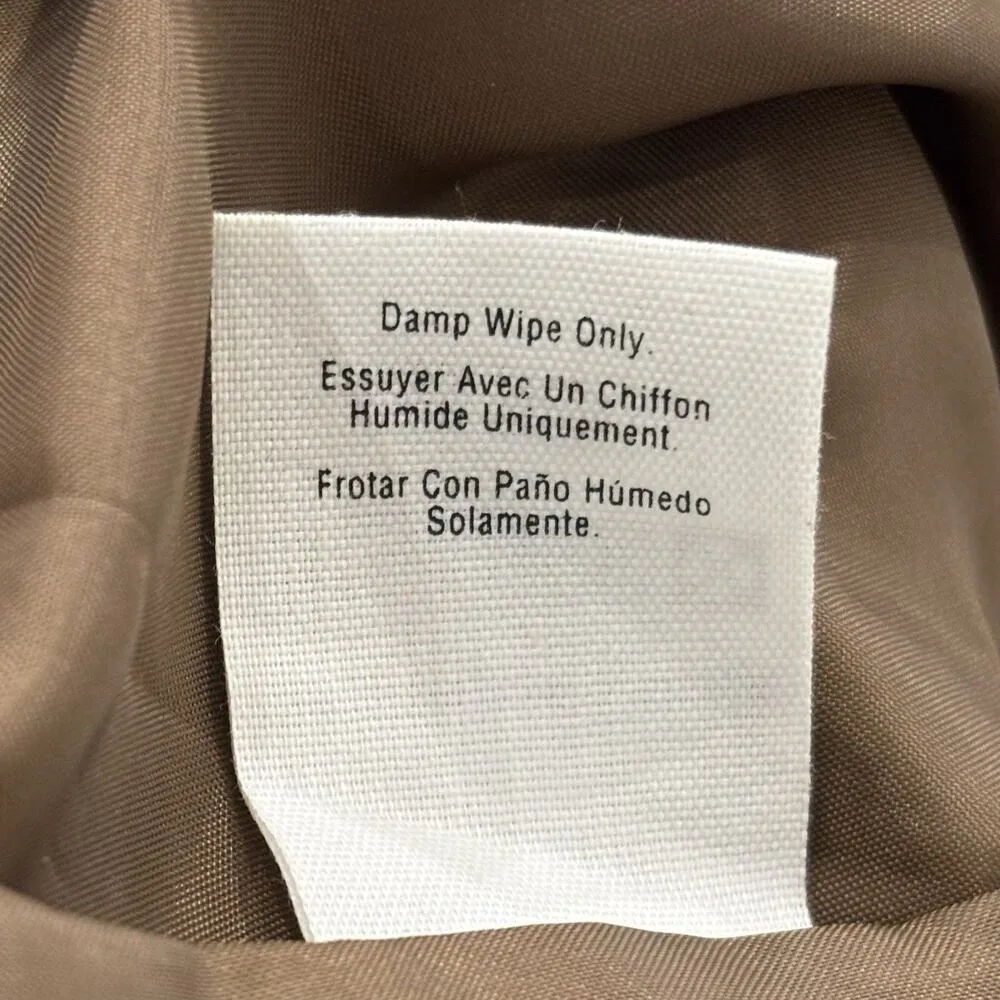 Damp Wipe Only.
Essuyer Avec Un Chiffon
Humide Uniquement.
Frotar Con Paño Húmedo
Solamente.